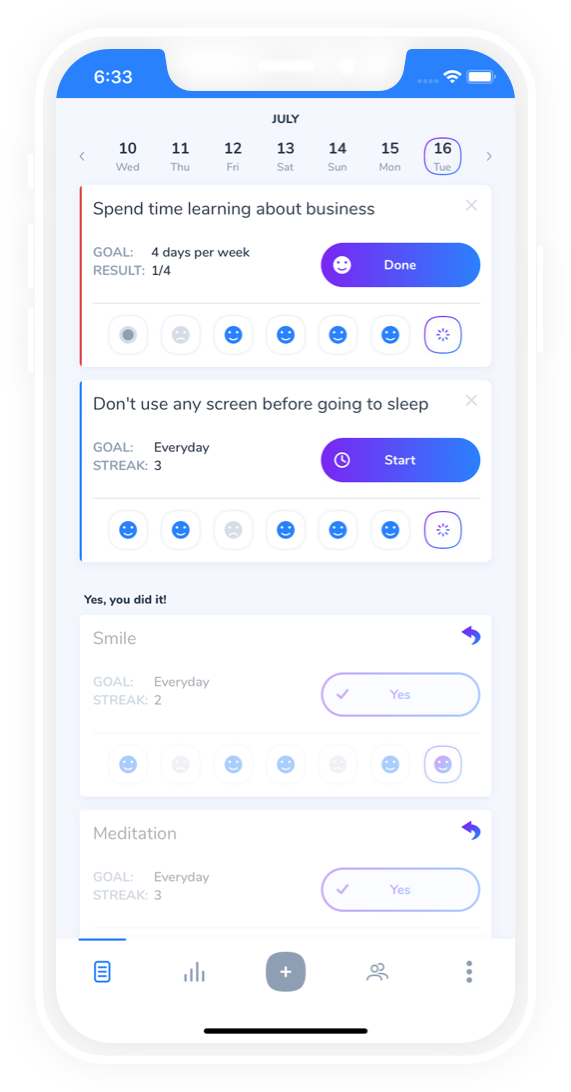 6:33
JULY
10 11 12 13 14 15 16
Wed Thu Fri Sat Sun Mon Tue
Spend time learning about business
GOAL: 4 days per week
RESULT: 1/4
Done
Don't use any screen before going to sleep
GOAL: Everyday
STREAK: 3
Start
Yes, you did it!
Smile
GOAL: Everyday
STREAK: 2
Yes
Meditation
GOAL: Everyday
STREAK: 3
Yes